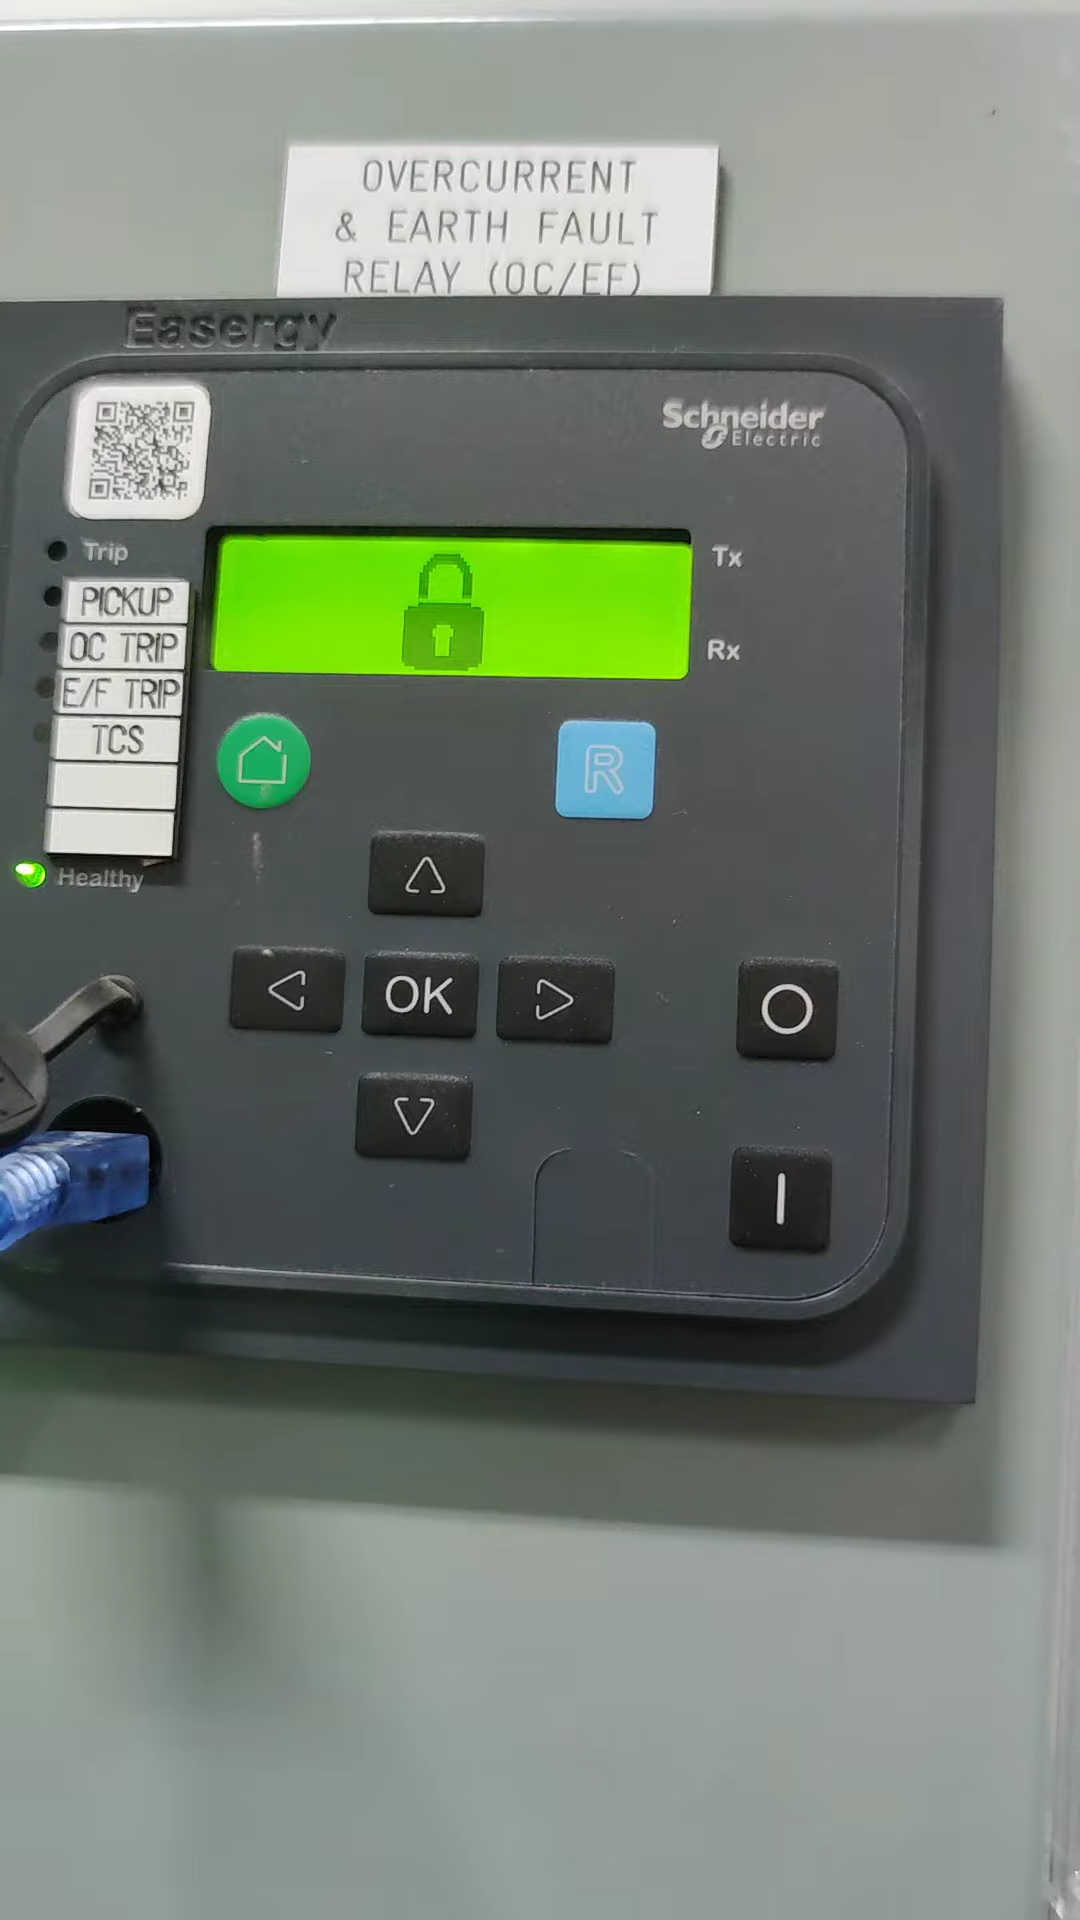 OVERCURRENT
& EARTH FAULT
RELAY (OC/EF)
Easergy
Schneider
Electric
Trip
Tx
PICKUP
OC TRIP
Rx
E/F TRIP
TCS
R
Healthy
OK